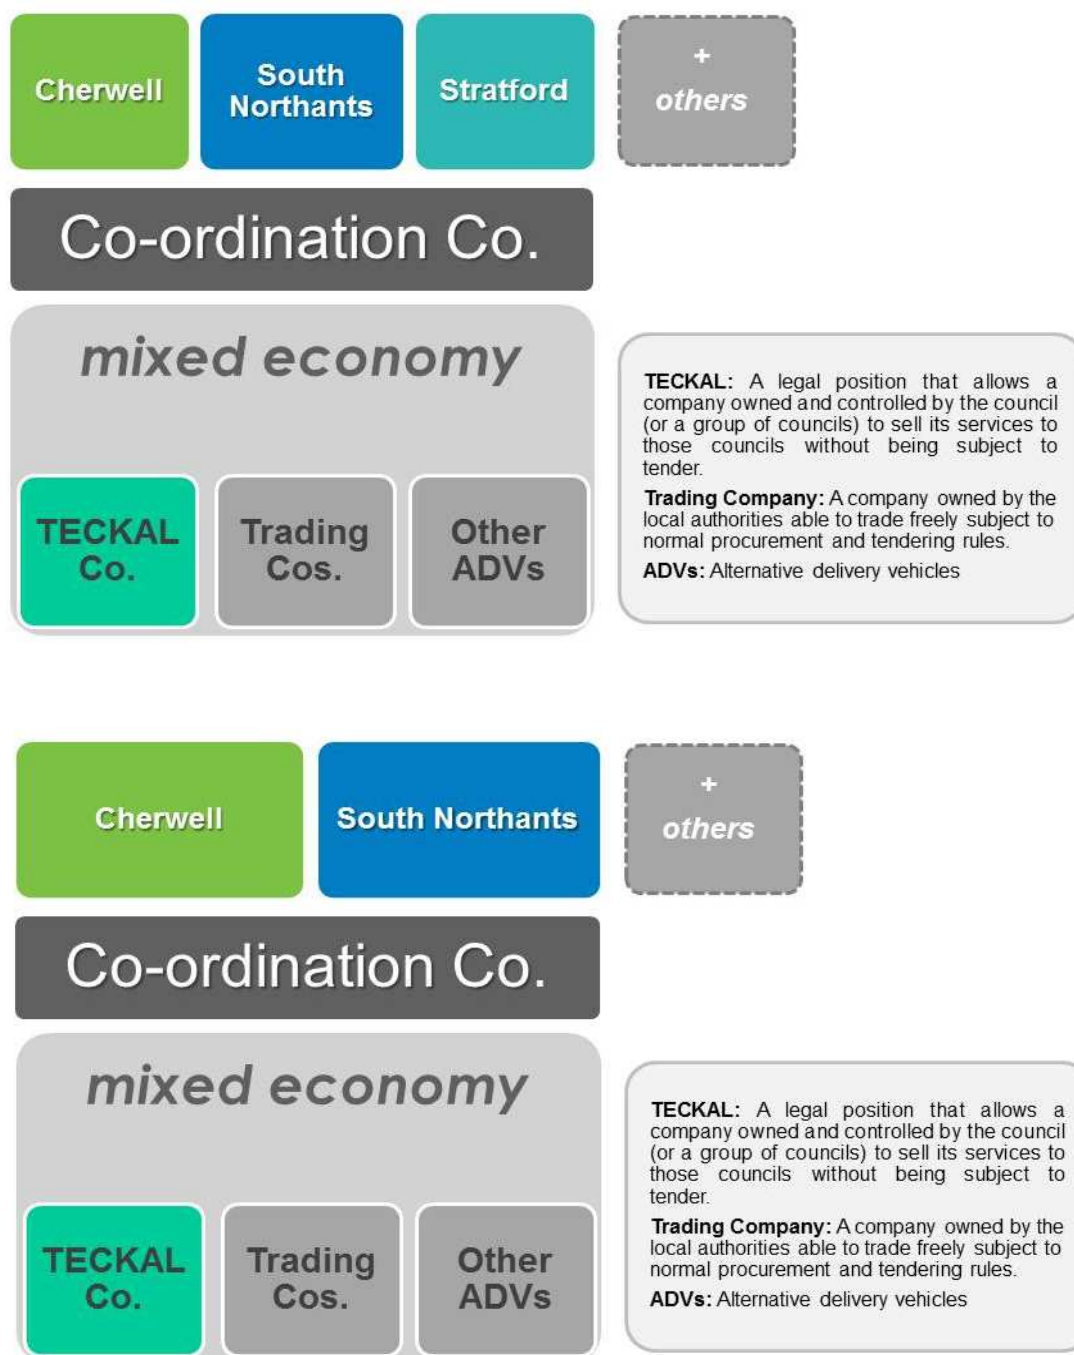 Cherwell
South
Northants
Stratford
+
others
Co-ordination Co.
mixed economy
TECKAL
Co.
Trading
Cos.
Other
ADVs
TECKAL: A legal position that allows a
company owned and controlled by the council
(or a group of councils) to sell its services to
those councils without being subject to
tender.
Trading Company: A company owned by the
local authorities able to trade freely subject to
normal procurement and tendering rules.
ADVs: Alternative delivery vehicles
Cherwell
South Northants
+
others
Co-ordination Co.
mixed economy
TECKAL
Co.
Trading
Cos.
Other
ADVs
TECKAL: A legal position that allows a
company owned and controlled by the council
(or a group of councils) to sell its services to
those councils without being subject to
tender.
Trading Company: A company owned by the
local authorities able to trade freely subject to
normal procurement and tendering rules.
ADVs: Alternative delivery vehicles